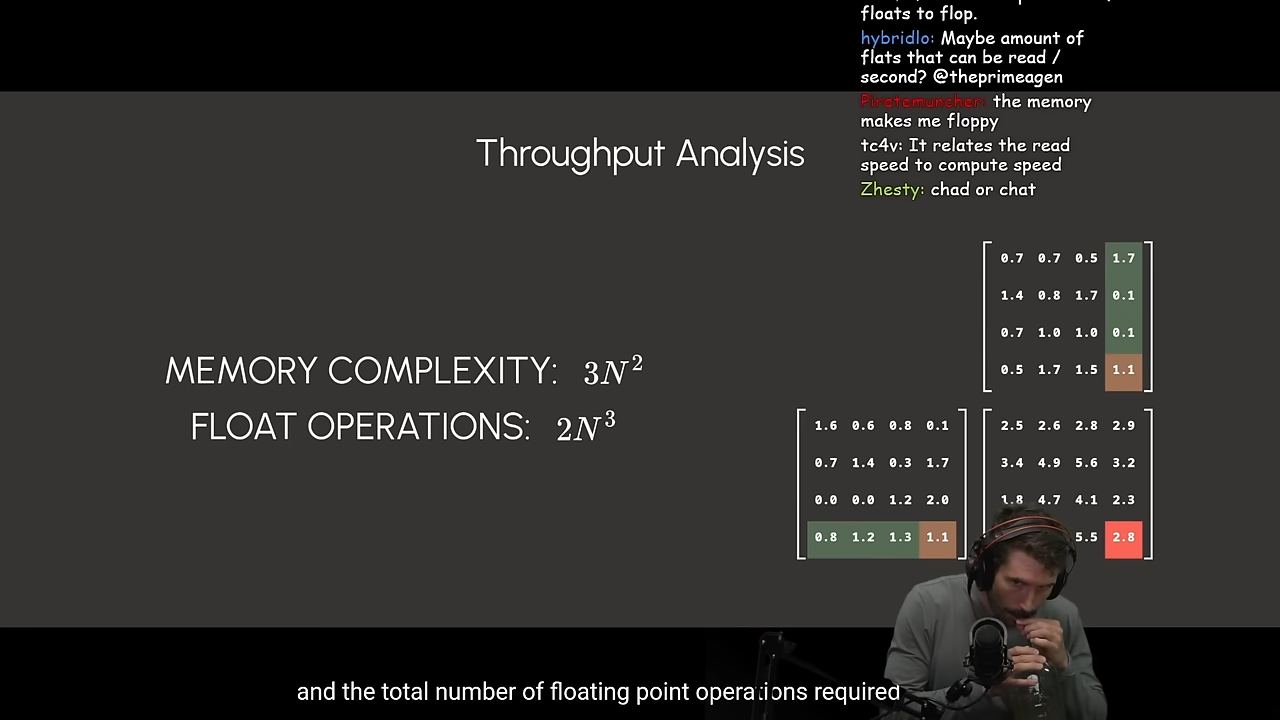 floats to flop.
hybridlo: Maybe amount of
flats that can be read /
second? @theprimeagen
Piratemuncher: the memory
makes me floppy
tc4v: It relates the read
speed to compute speed
Zhesty: chad or chat
Throughput Analysis
MEMORY COMPLEXITY: 3N²
FLOAT OPERATIONS: 2N³
0.7 0.7 0.5 1.7
1.4 0.8 1.7 0.1
0.7 1.0 1.0 0.1
0.5 1.7 1.5 1.1
1.6 0.6 0.8 0.1
0.7 1.4 0.3 1.7
0.0 0.0 1.2 2.0
0.8 1.2 1.3 1.1
2.5 2.6 2.8 2.9
3.4 4.9 5.6 3.2
1.8 4.7 4.1 2.3
5.5 2.8
and the total number of floating point operations required